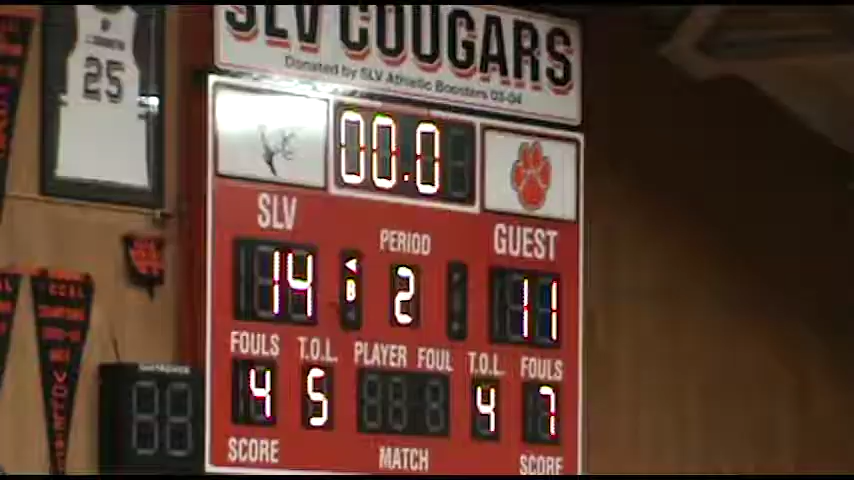 SLV COUGARS
Donated by SLV Athletic Boosters 03-04
25
00.0
SLV
PERIOD
GUEST
14
B
2
11
FOULS
T.O.L.
PLAYER FOUL
T.O.L.
FOULS
4
5
4
7
SCORE
MATCH
SCORE